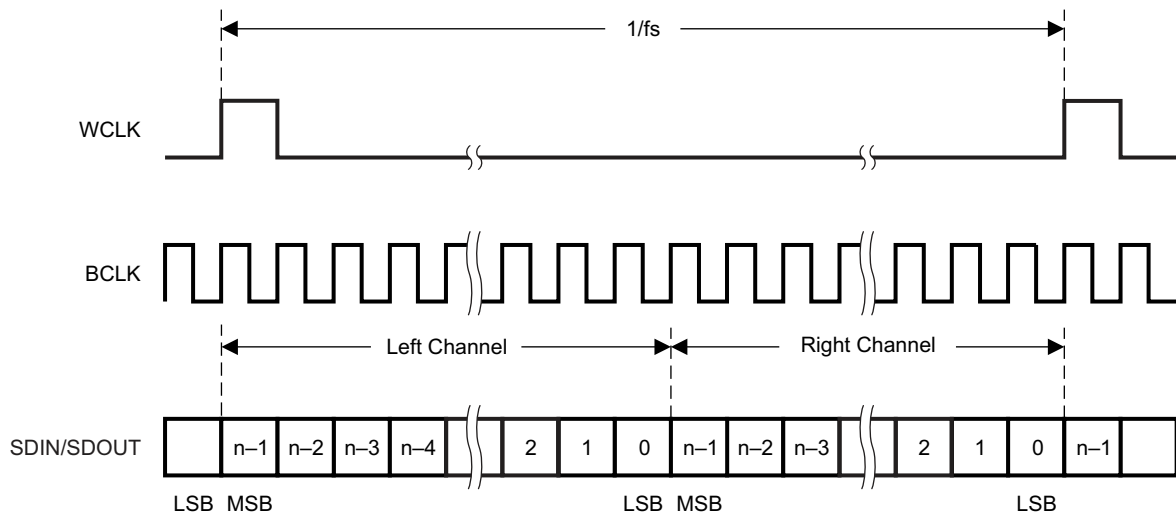 1/fs
WCLK
BCLK
Left Channel
Right Channel
SDIN/SDOUT
n–1 n–2 n–3 n–4 2 1 0 n–1 n–2 n–3 2 1 0 n–1
LSB MSB LSB MSB LSB